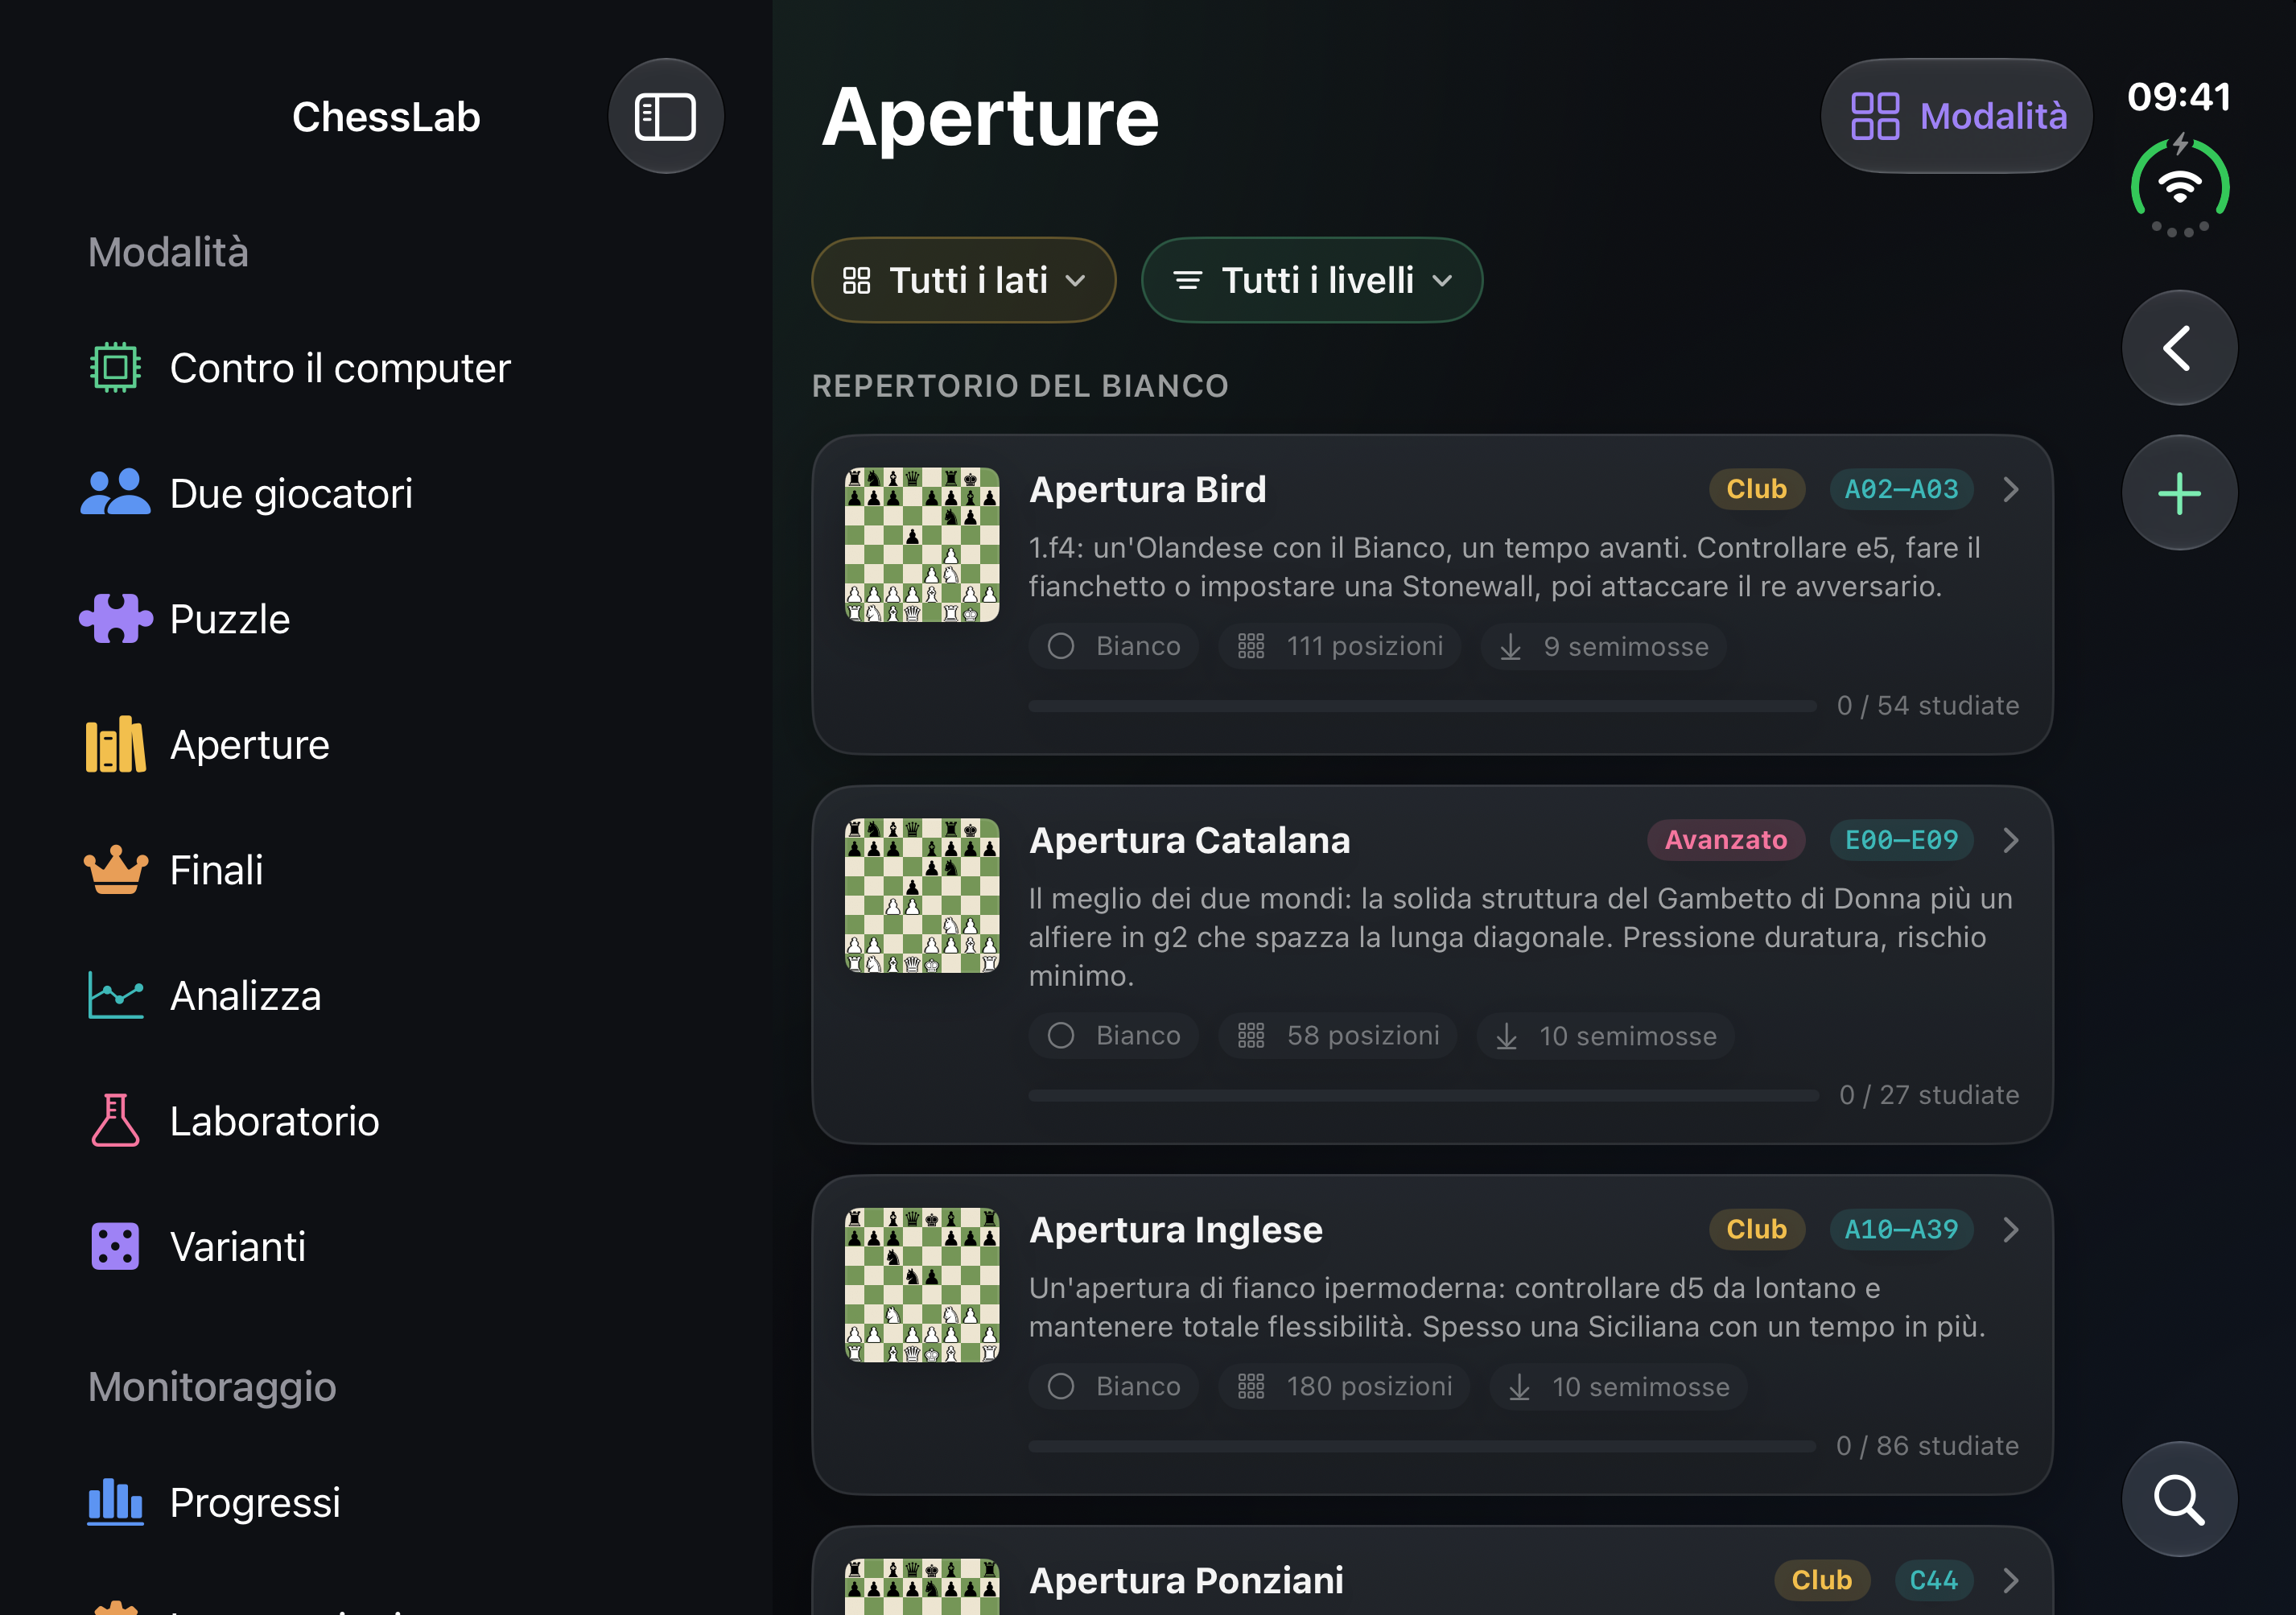 ChessLab
Modalità
Contro il computer
Due giocatori
Puzzle
Aperture
Finali
Analizza
Laboratorio
Varianti
Monitoraggio
Progressi
Aperture
Modalità
09:41
Tutti i lati
Tutti i livelli
REPERTORIO DEL BIANCO
Apertura Bird
Club
A02–A03
1.f4: un'Olandese con il Bianco, un tempo avanti. Controllare e5, fare il
fianchetto o impostare una Stonewall, poi attaccare il re avversario.
Bianco
111 posizioni
9 semimosse
0 / 54 studiate
Apertura Catalana
Avanzato
E00–E09
Il meglio dei due mondi: la solida struttura del Gambetto di Donna più un
alfiere in g2 che spazza la lunga diagonale. Pressione duratura, rischio
minimo.
Bianco
58 posizioni
10 semimosse
0 / 27 studiate
Apertura Inglese
Club
A10–A39
Un'apertura di fianco ipermoderna: controllare d5 da lontano e
mantenere totale flessibilità. Spesso una Siciliana con un tempo in più.
Bianco
180 posizioni
10 semimosse
0 / 86 studiate
Apertura Ponziani
Club
C44